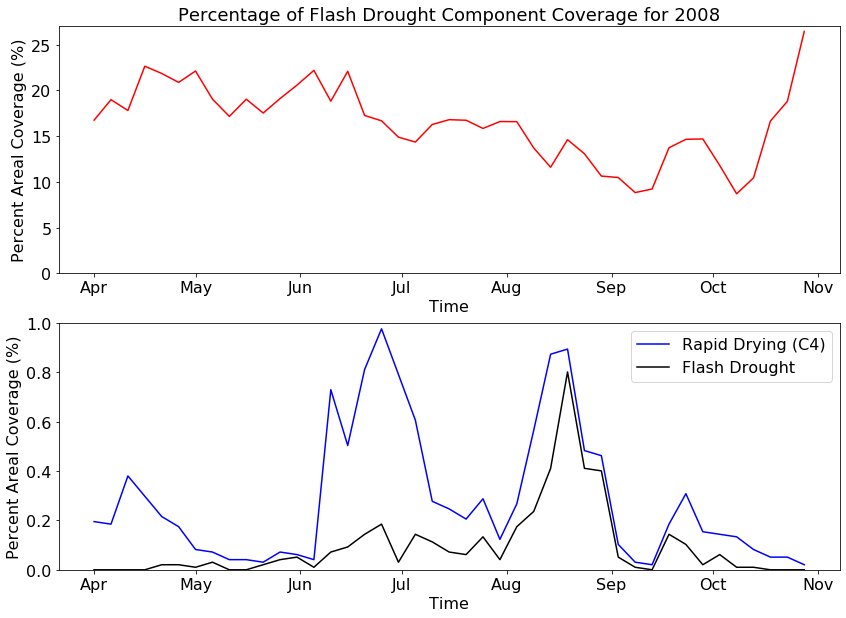 Percentage of Flash Drought Component Coverage for 2008
Percent Areal Coverage (%)
25
20
15
10
5
0
Apr May Jun Jul Aug Sep Oct Nov
Time
Percent Areal Coverage (%)
1.0
0.8
0.6
0.4
0.2
0.0
Rapid Drying (C4)
Flash Drought
Apr May Jun Jul Aug Sep Oct Nov
Time